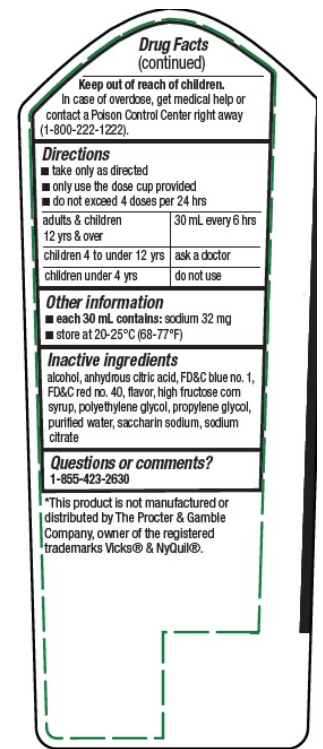 Drug Facts
(continued)
Keep out of reach of children.
In case of overdose, get medical help or
contact a Poison Control Center right away
(1-800-222-1222).
Directions
■ take only as directed
■ only use the dose cup provided
■ do not exceed 4 doses per 24 hrs
adults & children 30 mL every 6 hrs
12 yrs & over
children 4 to under 12 yrs ask a doctor
children under 4 yrs do not use
Other information
■ each 30 mL contains: sodium 32 mg
■ store at 20-25°C (68-77°F)
Inactive ingredients
alcohol, anhydrous citric acid, FD&C blue no. 1,
FD&C red no. 40, flavor, high fructose corn
syrup, polyethylene glycol, propylene glycol,
purified water, saccharin sodium, sodium
citrate
Questions or comments?
1-855-423-2630
*This product is not manufactured or
distributed by The Procter & Gamble
Company, owner of the registered
trademarks Vicks® & NyQuil®.